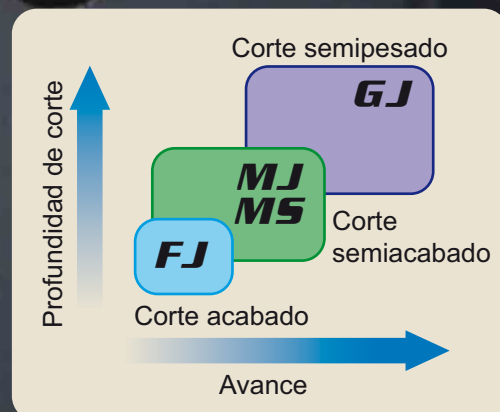 Corte semipesado
GJ
Profundidad de corte
MJ
MS
Corte
semiacabado
FJ
Corte acabado
Avance